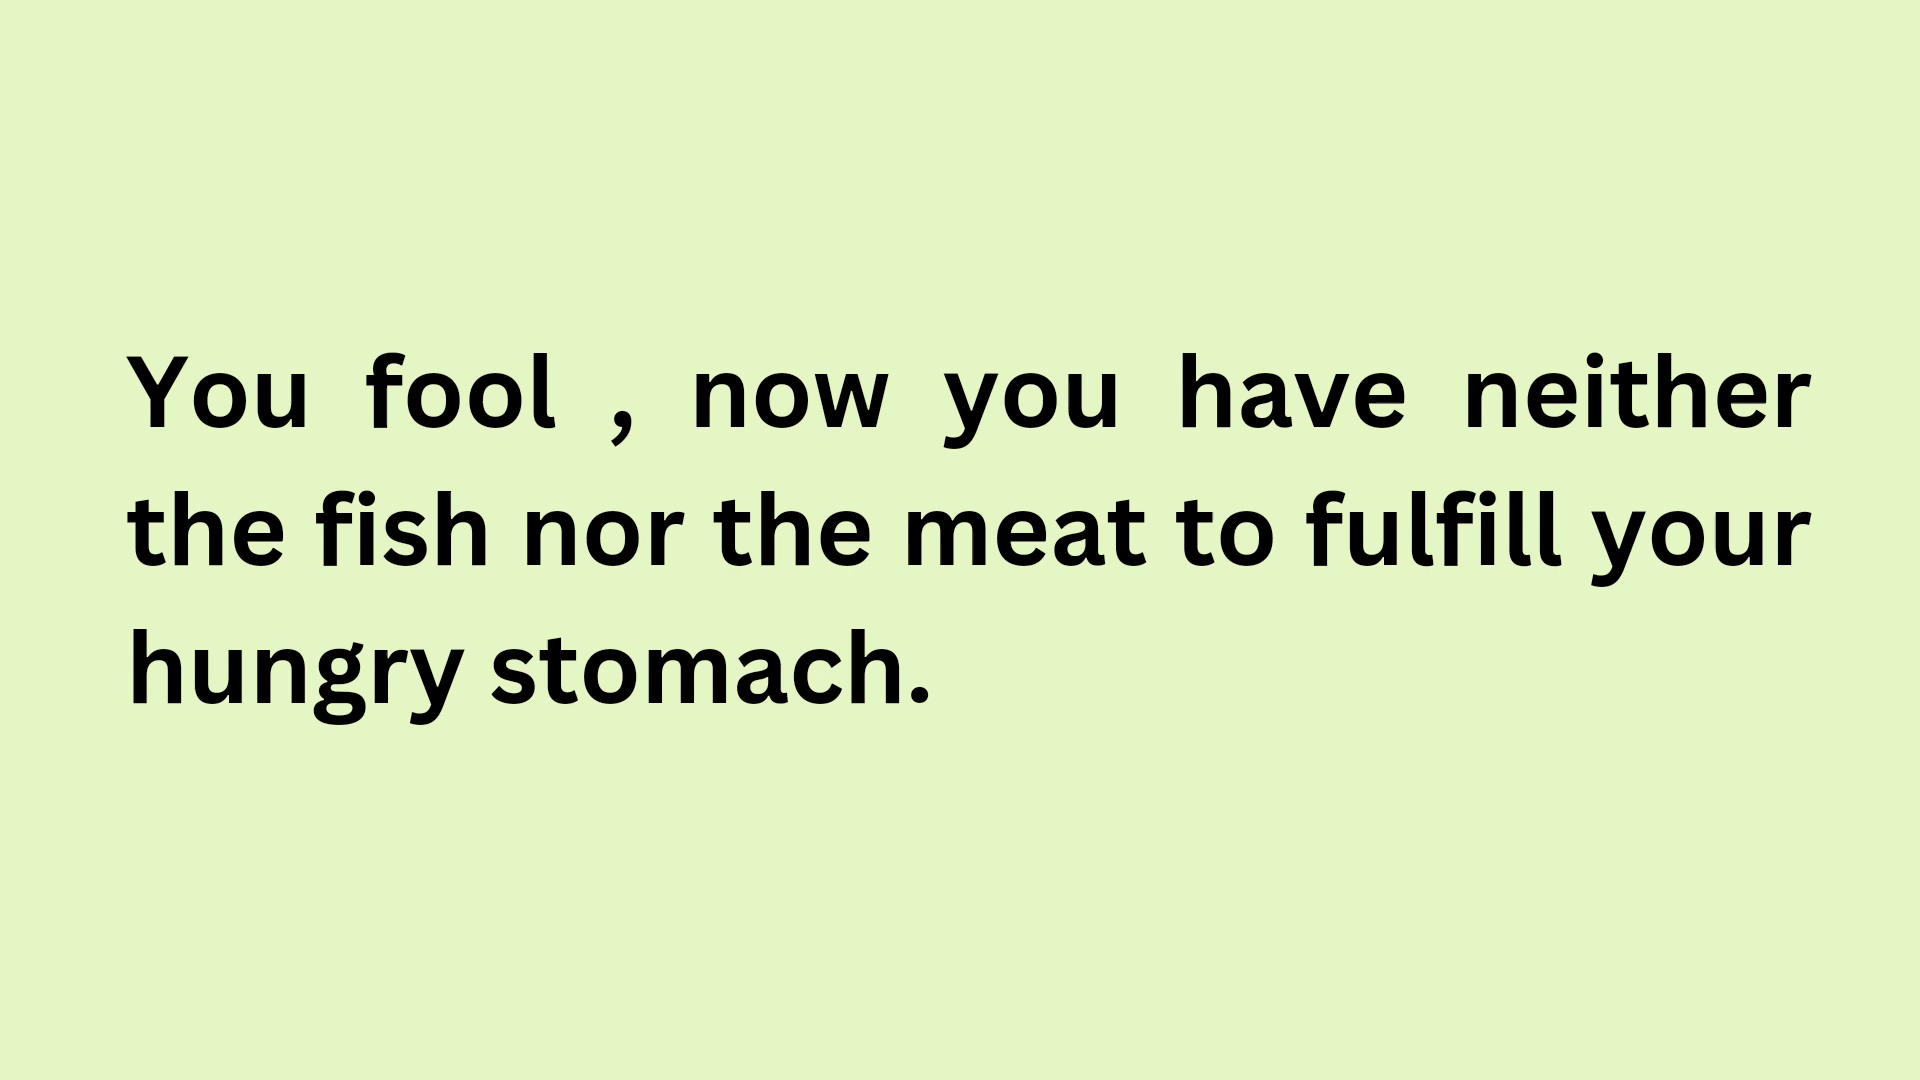 You fool , now you have neither
the fish nor the meat to fulfill your
hungry stomach.